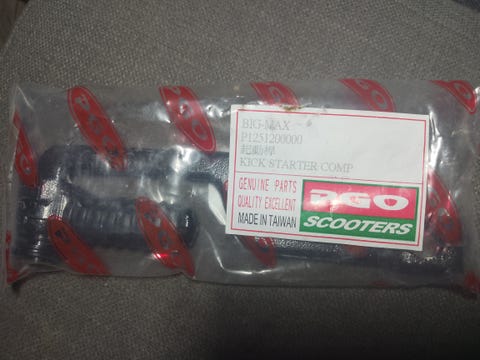 BIG-MAX
P1251200000
起動桿
KICK STARTER COMP
GENUINE PARTS
QUALITY EXCELLENT
MADE IN TAIWAN
PGO
SCOOTERS